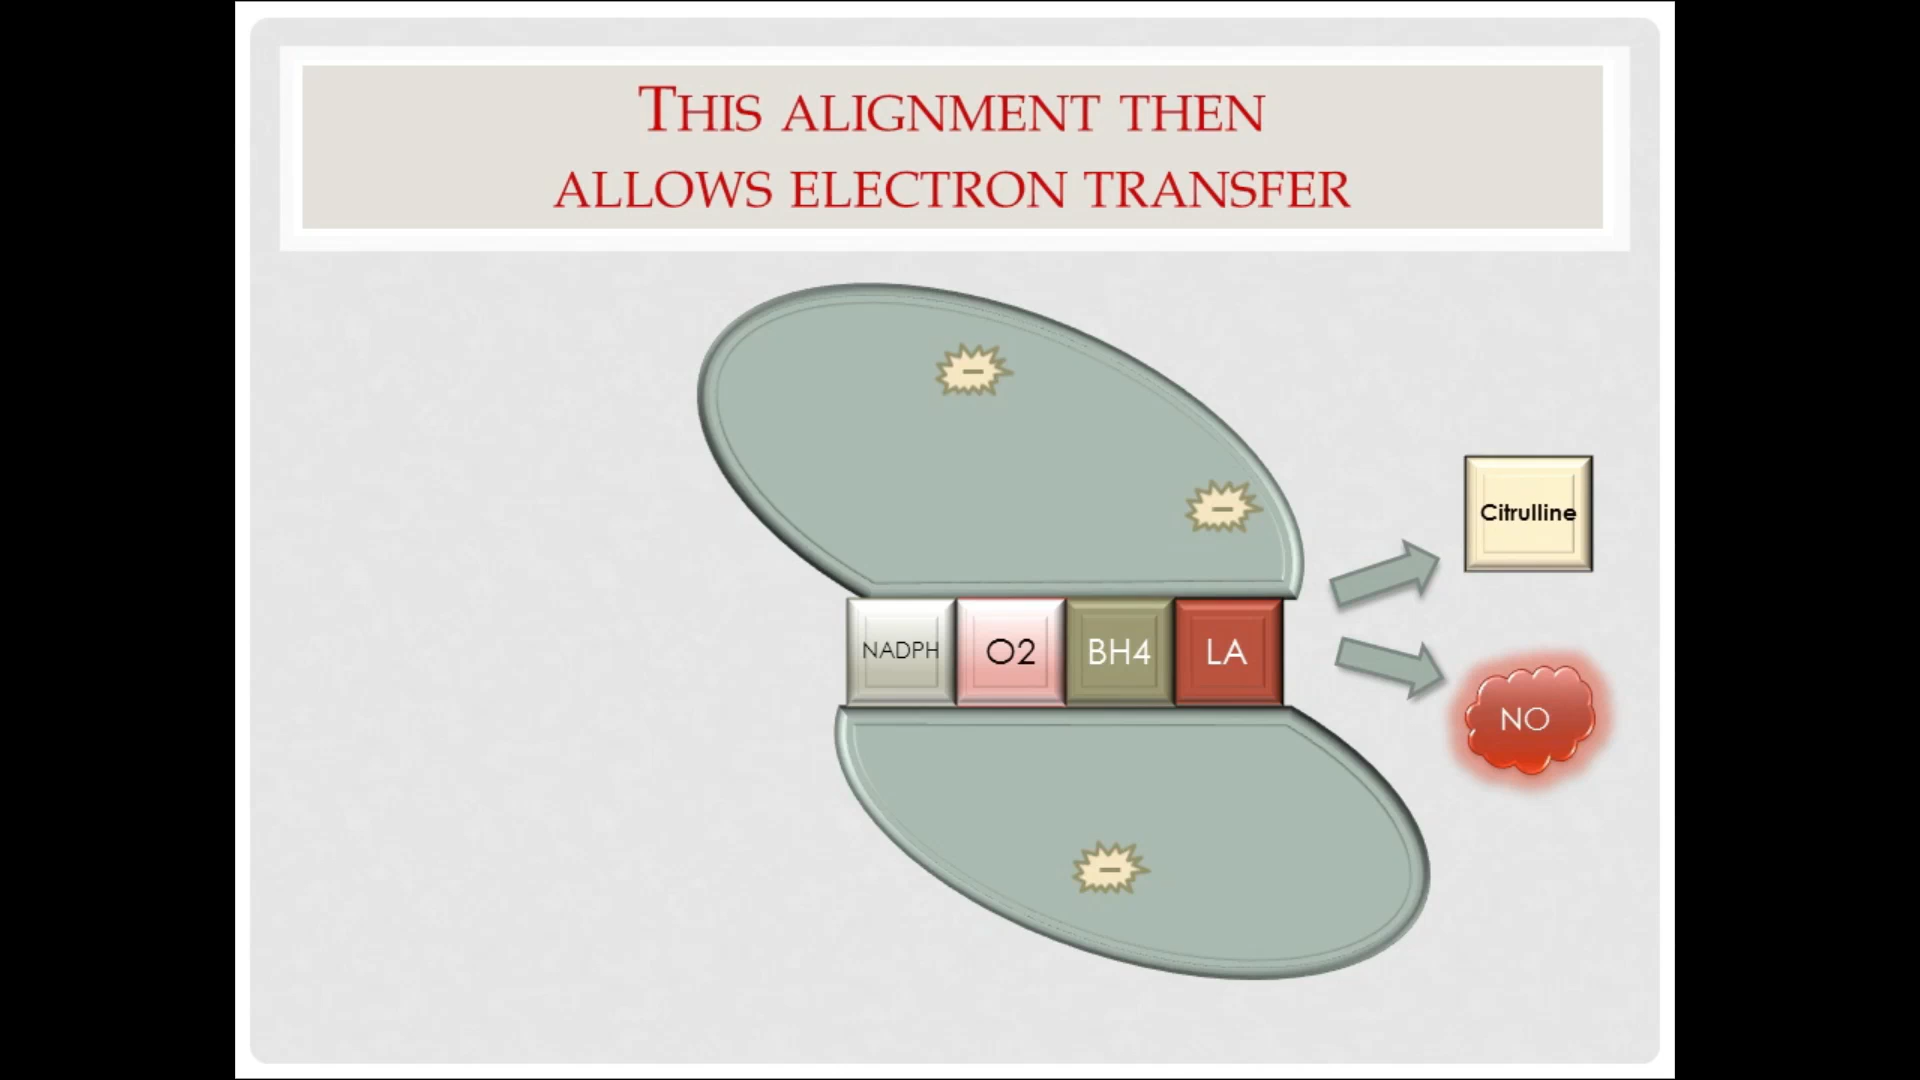 THIS ALIGNMENT THEN
ALLOWS ELECTRON TRANSFER
–
–
Citrulline
NADPH O2 BH4 LA
NO
–